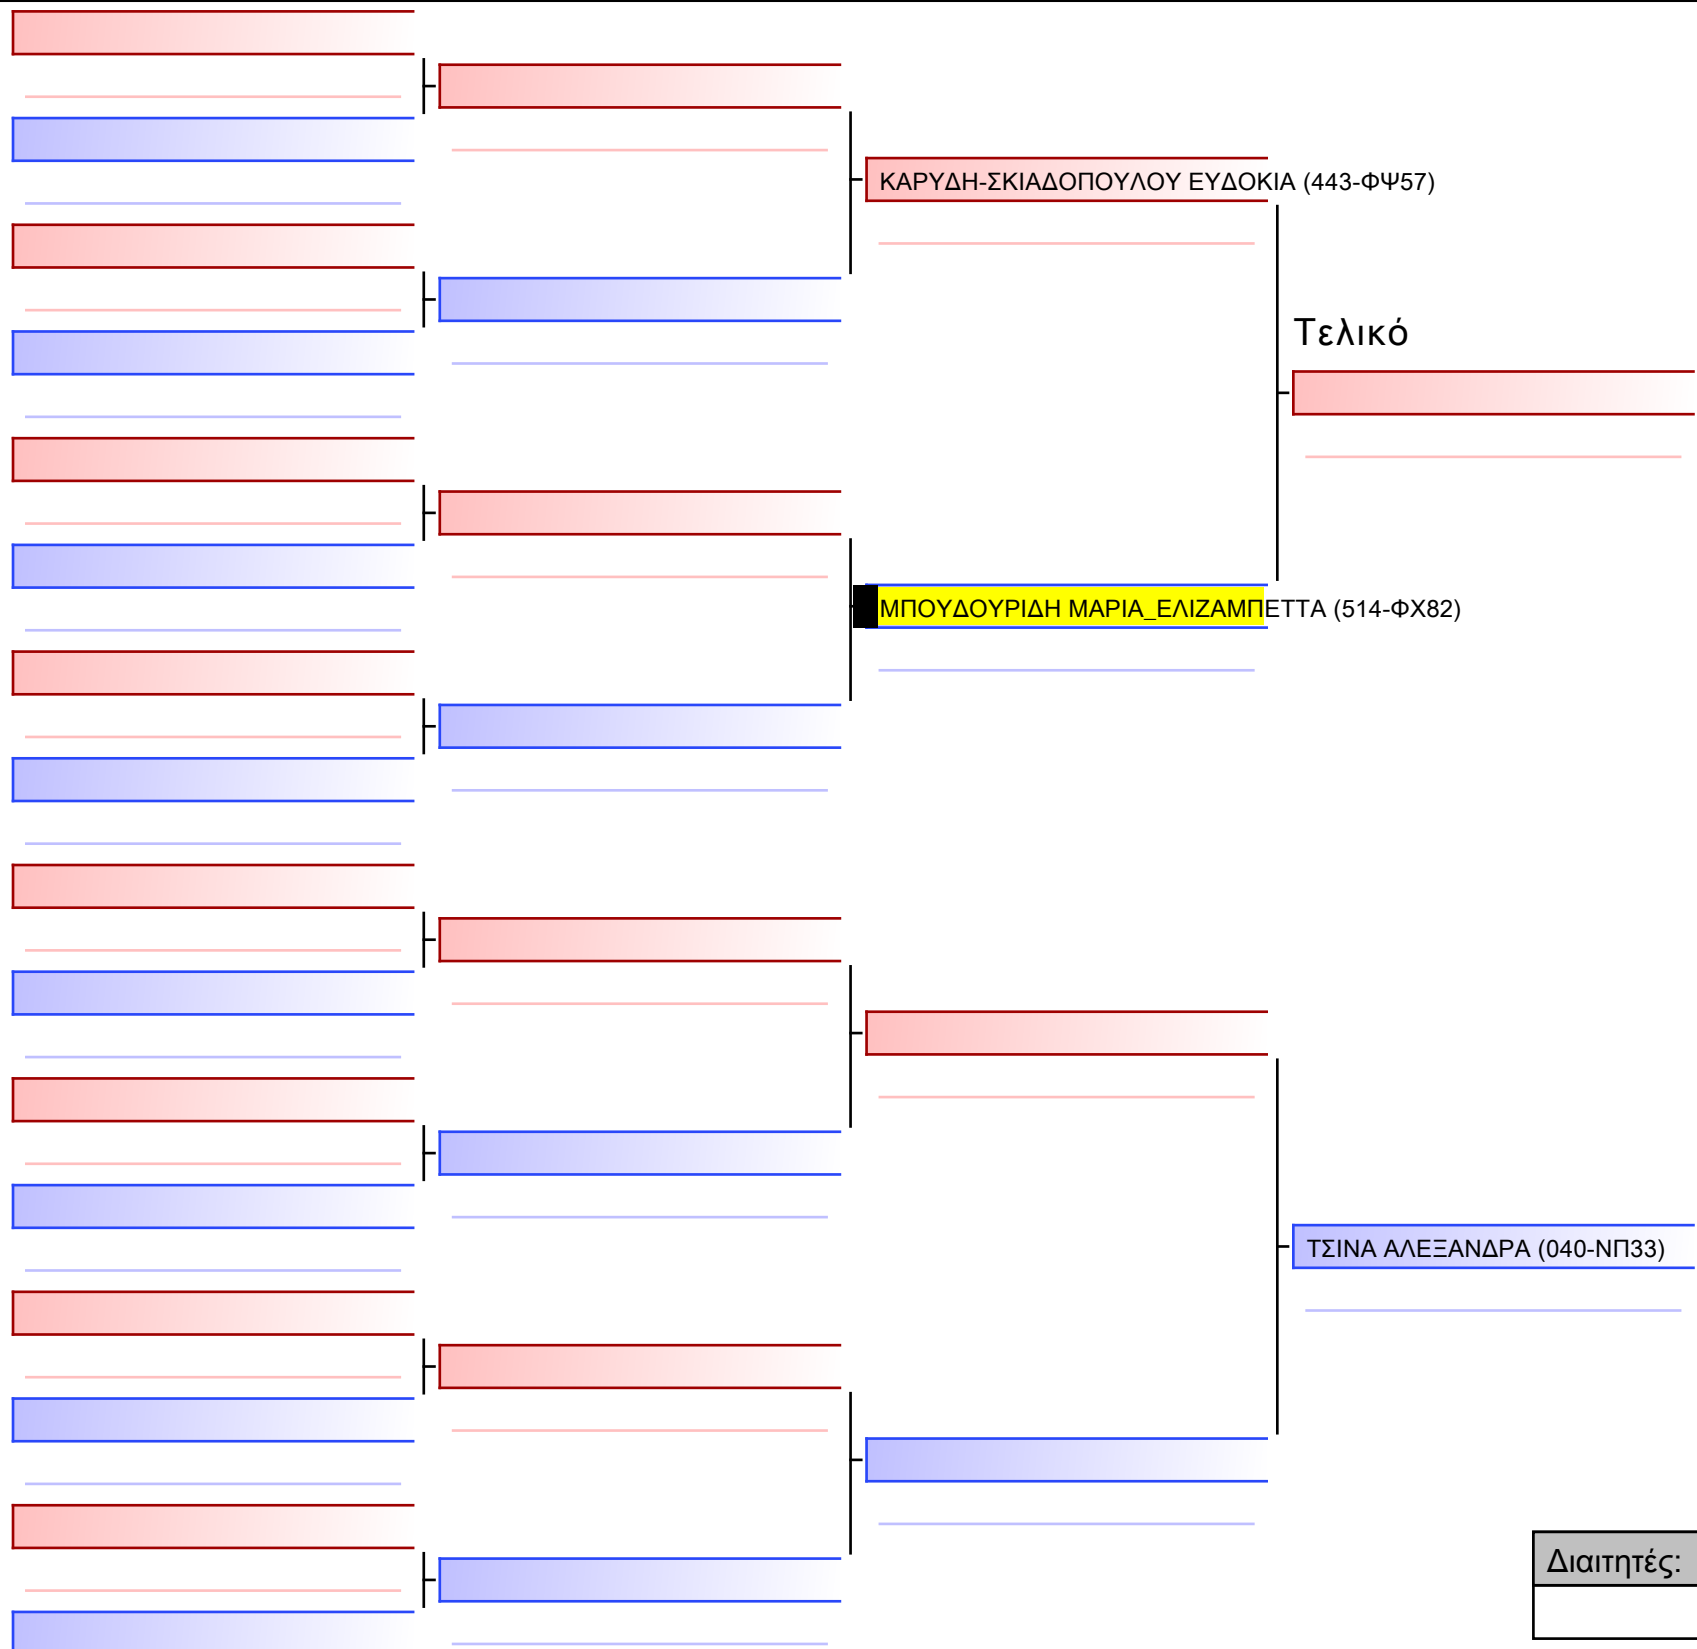 ΚΑΡΥΔΗ-ΣΚΙΑΔΟΠΟΥΛΟΥ ΕΥΔΟΚΙΑ (443-ΦΨ57)
Τελικό
ΜΠΟΥΔΟΥΡΙΔΗ ΜΑΡΙΑ_ΕΛΙΖΑΜΠΕΤΤΑ (514-ΦΧ82)
ΤΣΙΝΑ ΑΛΕΞΑΝΔΡΑ (040-ΝΠ33)
Διαιτητές: